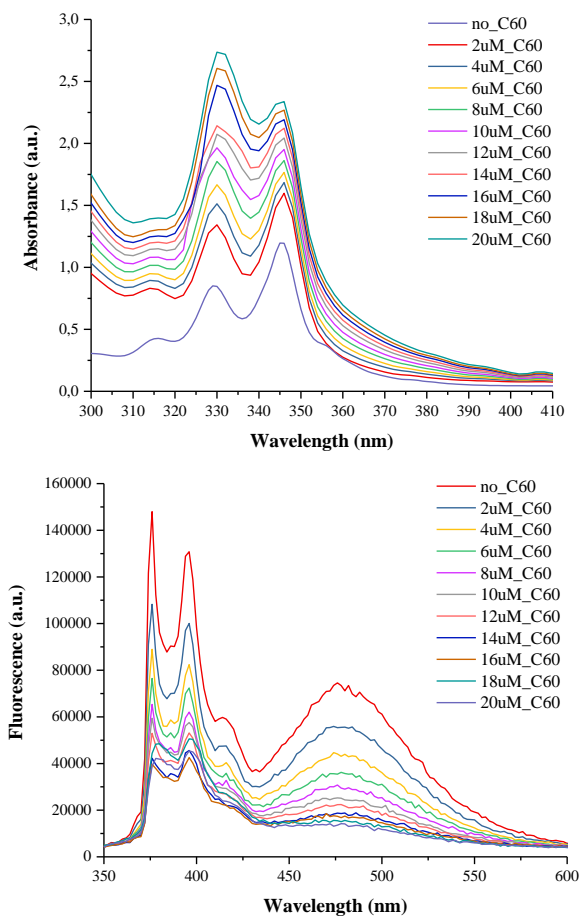 3,0
2,5
2,0
1,5
1,0
0,5
0,0
Absorbance (a.u.)
300 310 320 330 340 350 360 370 380 390 400 410
Wavelength (nm)
no_C60
2uM_C60
4uM_C60
6uM_C60
8uM_C60
10uM_C60
12uM_C60
14uM_C60
16uM_C60
18uM_C60
20uM_C60
160000
140000
120000
100000
80000
60000
40000
20000
0
Fluorescence (a.u.)
350 400 450 500 550 600
Wavelength (nm)
no_C60
2uM_C60
4uM_C60
6uM_C60
8uM_C60
10uM_C60
12uM_C60
14uM_C60
16uM_C60
18uM_C60
20uM_C60